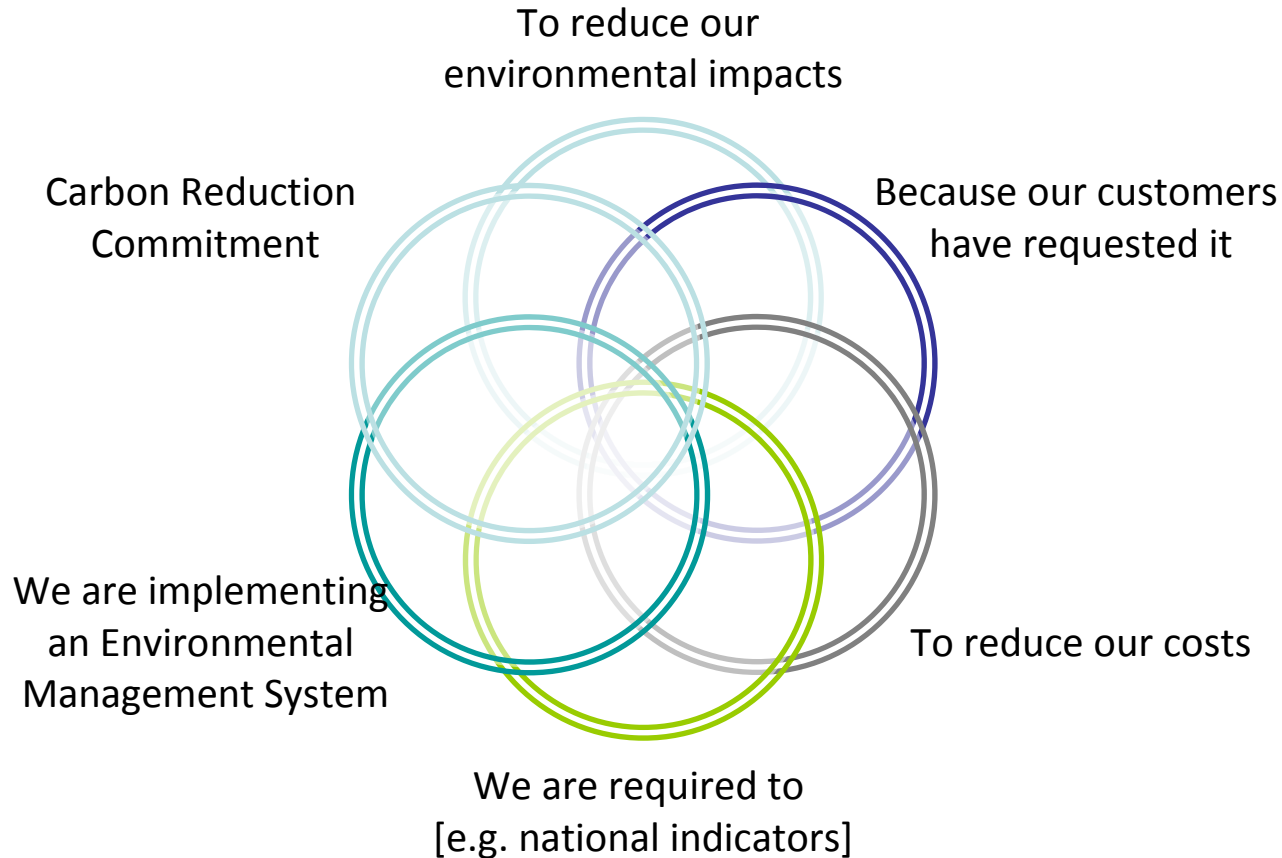 To reduce our
environmental impacts
Carbon Reduction
Commitment
Because our customers
have requested it
We are implementing
an Environmental
Management System
To reduce our costs
We are required to
[e.g. national indicators]